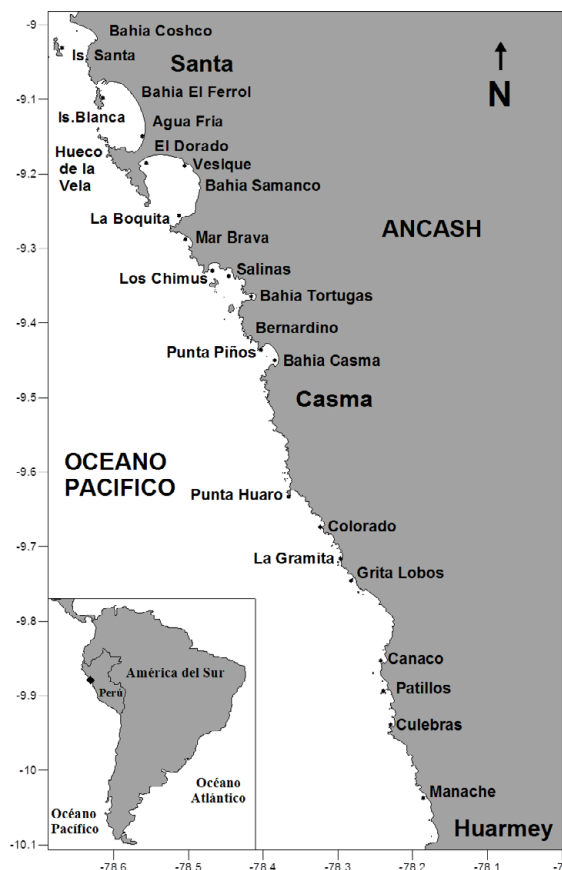 -9
Bahia Coshco
Is. Santa
Santa
N
-9.1
Bahia El Ferrol
Is.Blanca
Agua Fria
El Dorado
Hueco
de la
Vela
Vesique
-9.2
Bahia Samanco
La Boquita
ANCASH
Mar Brava
-9.3
Los Chimus
Salinas
Bahia Tortugas
-9.4
Bernardino
Punta Piños
Bahia Casma
-9.5
Casma
-9.6
OCEANO
PACIFICO
Punta Huaro
Colorado
-9.7
La Gramita
Grita Lobos
-9.8
Canaco
América del Sur
Perú
Patillos
-9.9
Culebras
-10
Océano
Atlántico
Manache
Océano
Pacífico
Huarmey
-10.1
-78.6 -78.5 -78.4 -78.3 -78.2 -78.1